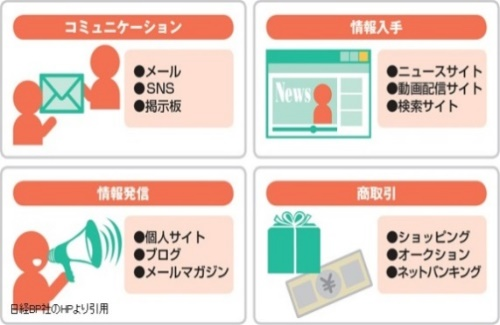 コミュニケーション
●メール
●SNS
●掲示板
情報入手
News
●ニュースサイト
●動画配信サイト
●検索サイト
情報発信
●個人サイト
●ブログ
●メールマガジン
商取引
¥
●ショッピング
●オークション
●ネットバンキング
日経BP社のHPより引用